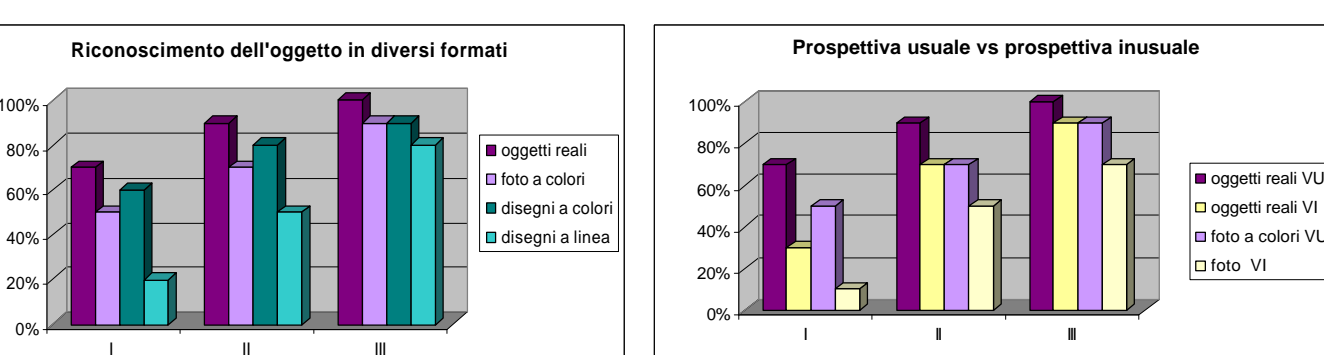 Riconoscimento dell'oggetto in diversi formati
100%
80%
60%
40%
20%
0%
I
II
III
oggetti reali
foto a colori
disegni a colori
disegni a linea
Prospettiva usuale vs prospettiva inusuale
100%
80%
60%
40%
20%
0%
I
II
III
oggetti reali VU
oggetti reali VI
foto a colori VU
foto VI